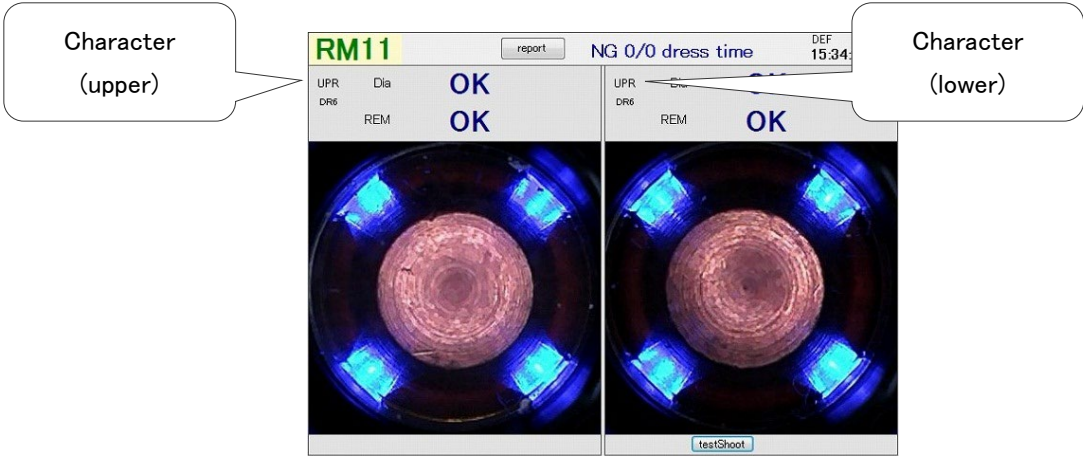 Character
(upper)
Character
(lower)
RM11
report
NG 0/0 dress time
DEF
15:34:
UPR
Dia
OK
DR6
REM
OK
UPR
DR6
REM
OK
testShoot